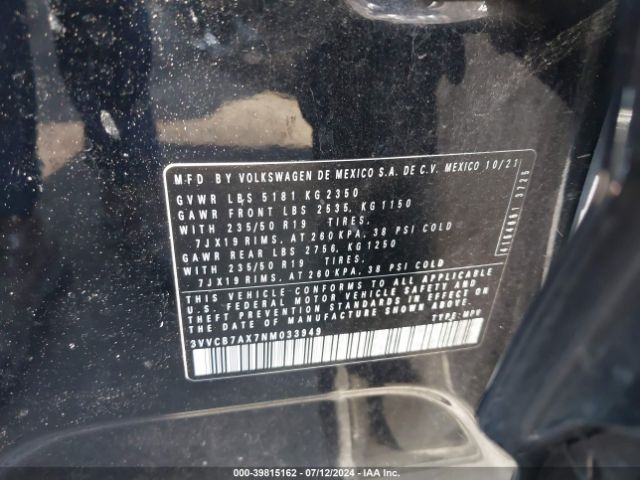 MFD BY VOLKSWAGEN DE MEXICO S.A. DE C.V. MEXICO 10/21
GVWR LBS 5181 KG 2350
GAWR FRONT LBS 2535. KG 1150
WITH 235/50 R19 TIRES.
7JX19 RIMS. AT 260 KPA. 38 PSI COLD
GAWR REAR LBS 2756. KG 1250
WITH 235/50 R19 TIRES.
7JX19 RIMS. AT 260 KPA. 38 PSI COLD
THIS VEHICLE CONFORMS TO ALL APPLICABLE
U.S. FEDERAL MOTOR VEHICLE SAFETY AND
THEFT PREVENTION STANDARDS IN EFFECT ON
THE DATE OF MANUFACTURE SHOWN ABOVE.
3VVCB7AX7NM033949 TYPE: MPV
000-39815162 - 07/12/2024 - IAA Inc.